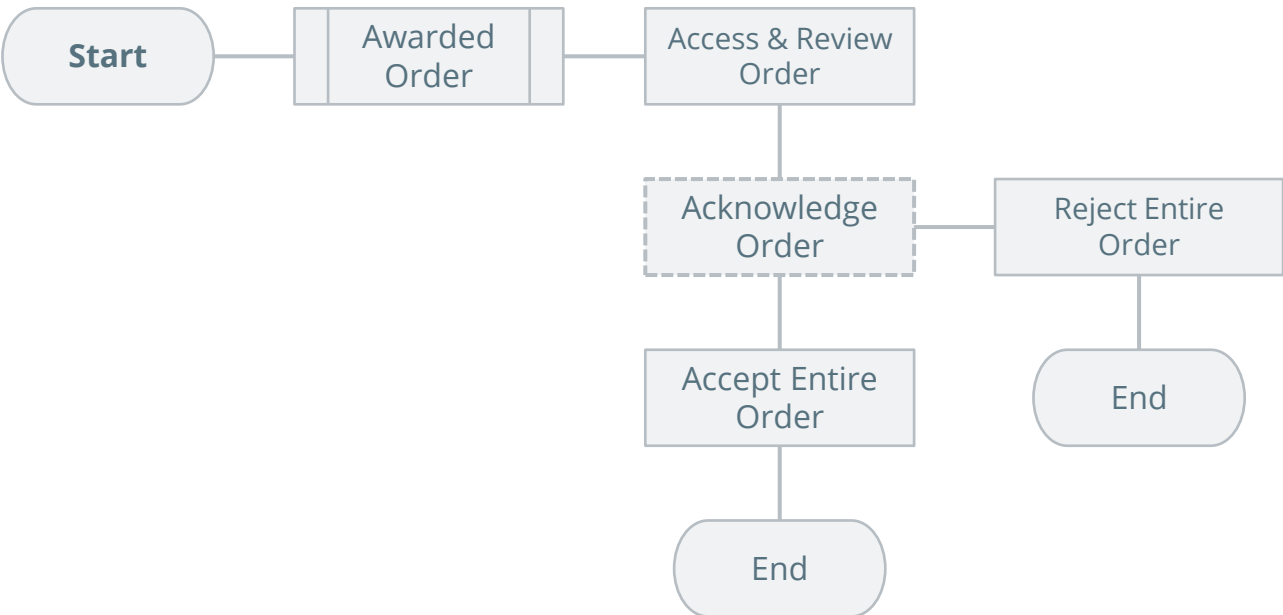 Start
Awarded
Order
Access & Review
Order
Acknowledge
Order
Reject Entire
Order
Accept Entire
Order
End
End